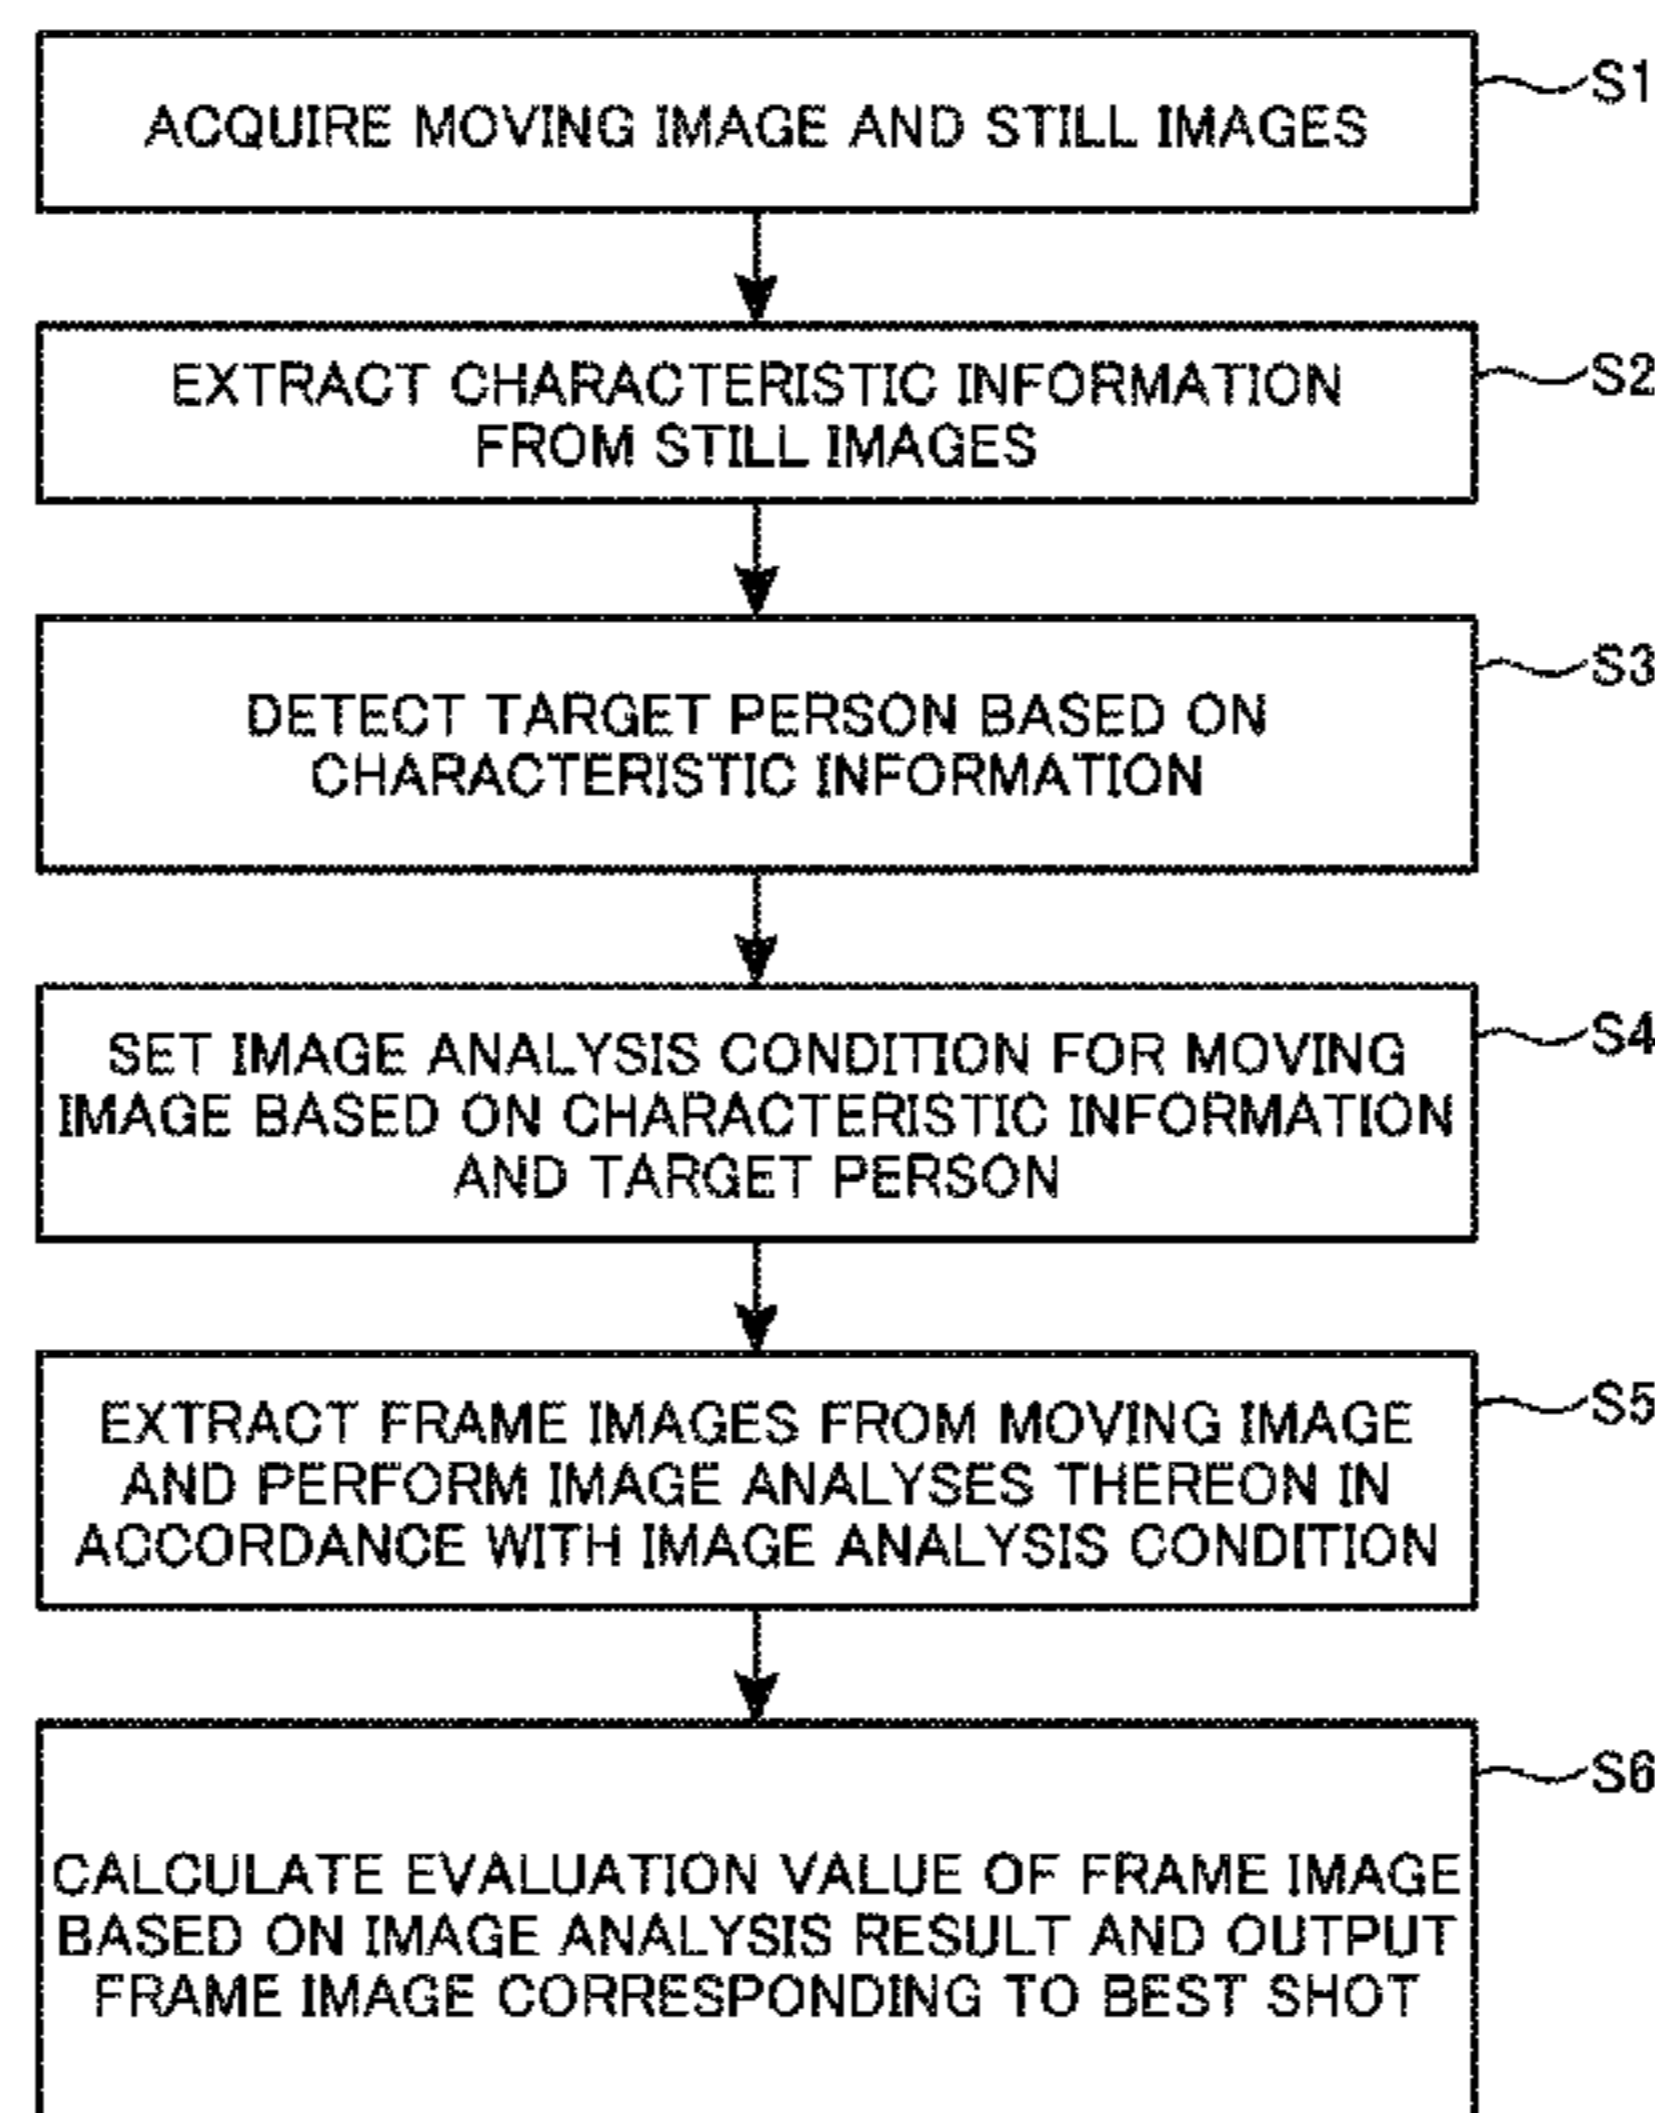 ACQUIRE MOVING IMAGE AND STILL IMAGES
S1
EXTRACT CHARACTERISTIC INFORMATION
FROM STILL IMAGES
S2
DETECT TARGET PERSON BASED ON
CHARACTERISTIC INFORMATION
S3
SET IMAGE ANALYSIS CONDITION FOR MOVING
IMAGE BASED ON CHARACTERISTIC INFORMATION
AND TARGET PERSON
S4
EXTRACT FRAME IMAGES FROM MOVING IMAGE
AND PERFORM IMAGE ANALYSES THEREON IN
ACCORDANCE WITH IMAGE ANALYSIS CONDITION
S5
CALCULATE EVALUATION VALUE OF FRAME IMAGE
BASED ON IMAGE ANALYSIS RESULT AND OUTPUT
FRAME IMAGE CORRESPONDING TO BEST SHOT
S6